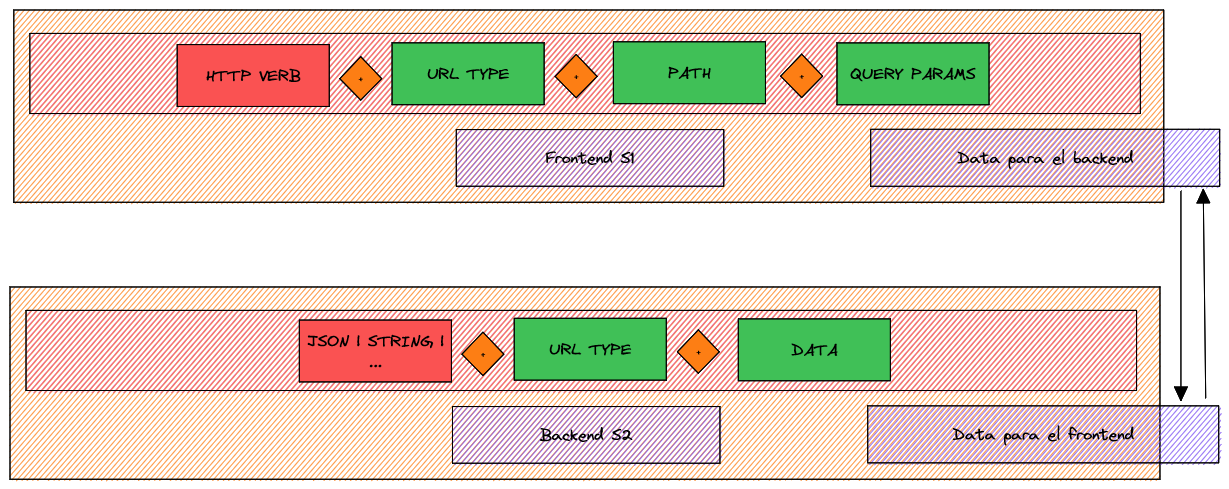 HTTP VERB + URL TYPE + PATH + QUERY PARAMS
Frontend S1
Data para el backend
JSON | STRING, |
...
+ URL TYPE + DATA
Backend S2
Data para el frontend